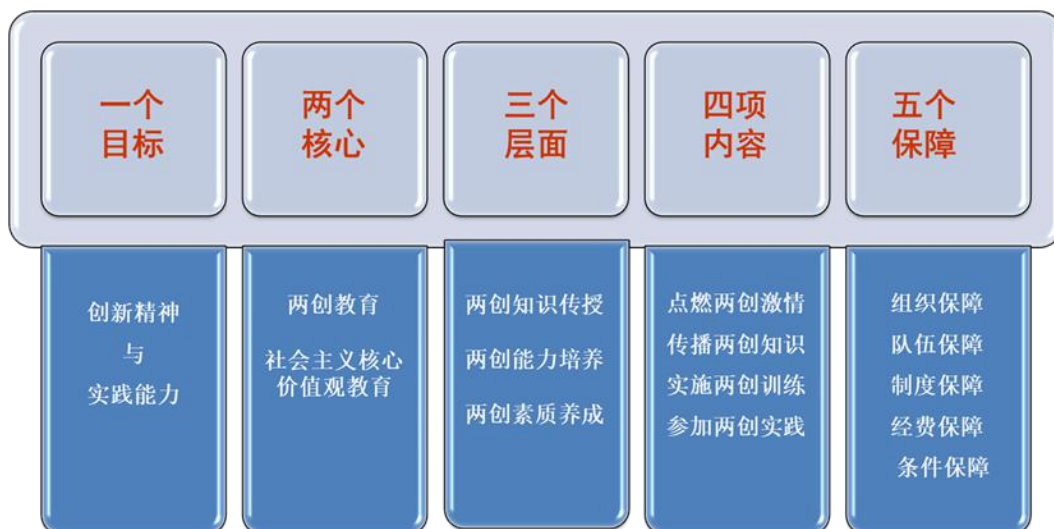 一个
目标
两个
核心
三个
层面
四项
内容
五个
保障
创新精神
与
实践能力
两创教育
社会主义核心
价值观教育
两创知识传授
两创能力培养
两创素质养成
点燃两创激情
传播两创知识
实施两创训练
参加两创实践
组织保障
队伍保障
制度保障
经费保障
条件保障